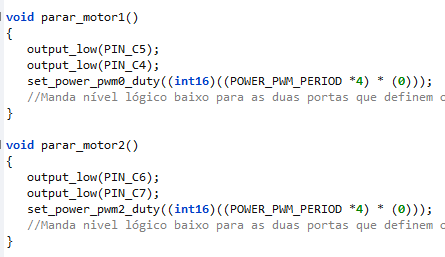 void parar_motor1()
{
output_low(PIN_C5);
output_low(PIN_C4);
set_power_pwm0_duty((int16)((POWER_PWM_PERIOD *4) * (0)));
//Manda nível lógico baixo para as duas portas que definem
}
void parar_motor2()
{
output_low(PIN_C6);
output_low(PIN_C7);
set_power_pwm2_duty((int16)((POWER_PWM_PERIOD *4) * (0)));
//Manda nivel lógico baixo para as duas portas que definem
}